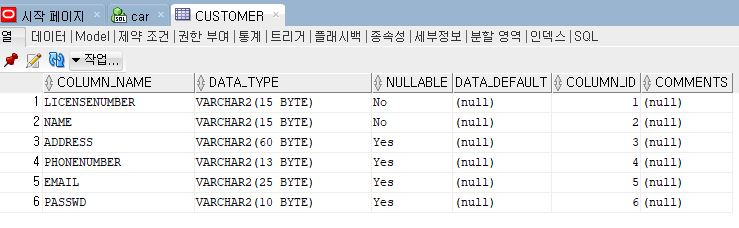 시작 페이지 car CUSTOMER
열 데이터 | Model | 제약 조건 | 권한 부여 | 통계 | 트리거 | 플래시백 | 종속성 | 세부정보 | 분할 영역 | 인덱스 | SQL
작업...
COLUMN_NAME DATA_TYPE NULLABLE DATA_DEFAULT COLUMN_ID COMMENTS
1 LICENSENUMBER VARCHAR2(15 BYTE) No (null) 1 (null)
2 NAME VARCHAR2(15 BYTE) No (null) 2 (null)
3 ADDRESS VARCHAR2(60 BYTE) Yes (null) 3 (null)
4 PHONENUMBER VARCHAR2(13 BYTE) Yes (null) 4 (null)
5 EMAIL VARCHAR2(25 BYTE) Yes (null) 5 (null)
6 PASSWD VARCHAR2(10 BYTE) Yes (null) 6 (null)